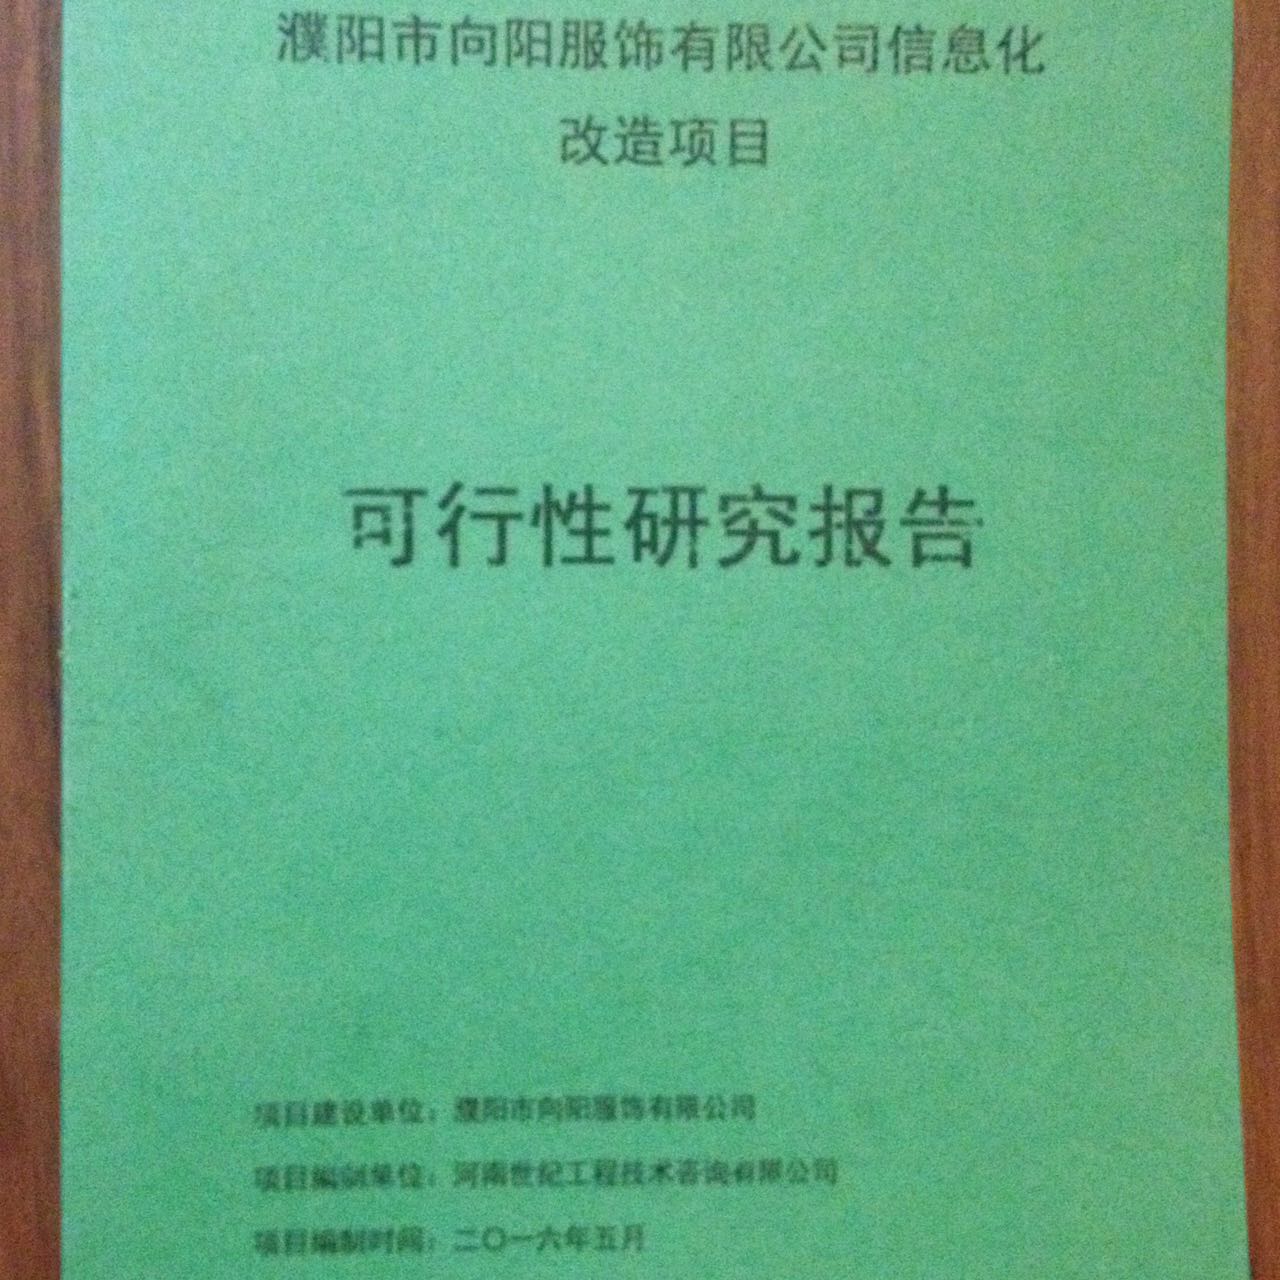 濮阳市向阳服饰有限公司信息化
改造项目
可行性研究报告
项目建设单位：濮阳市向阳服饰有限公司
项目编制单位：河南世纪工程技术咨询有限公司
项目编制时间：二〇一六年五月